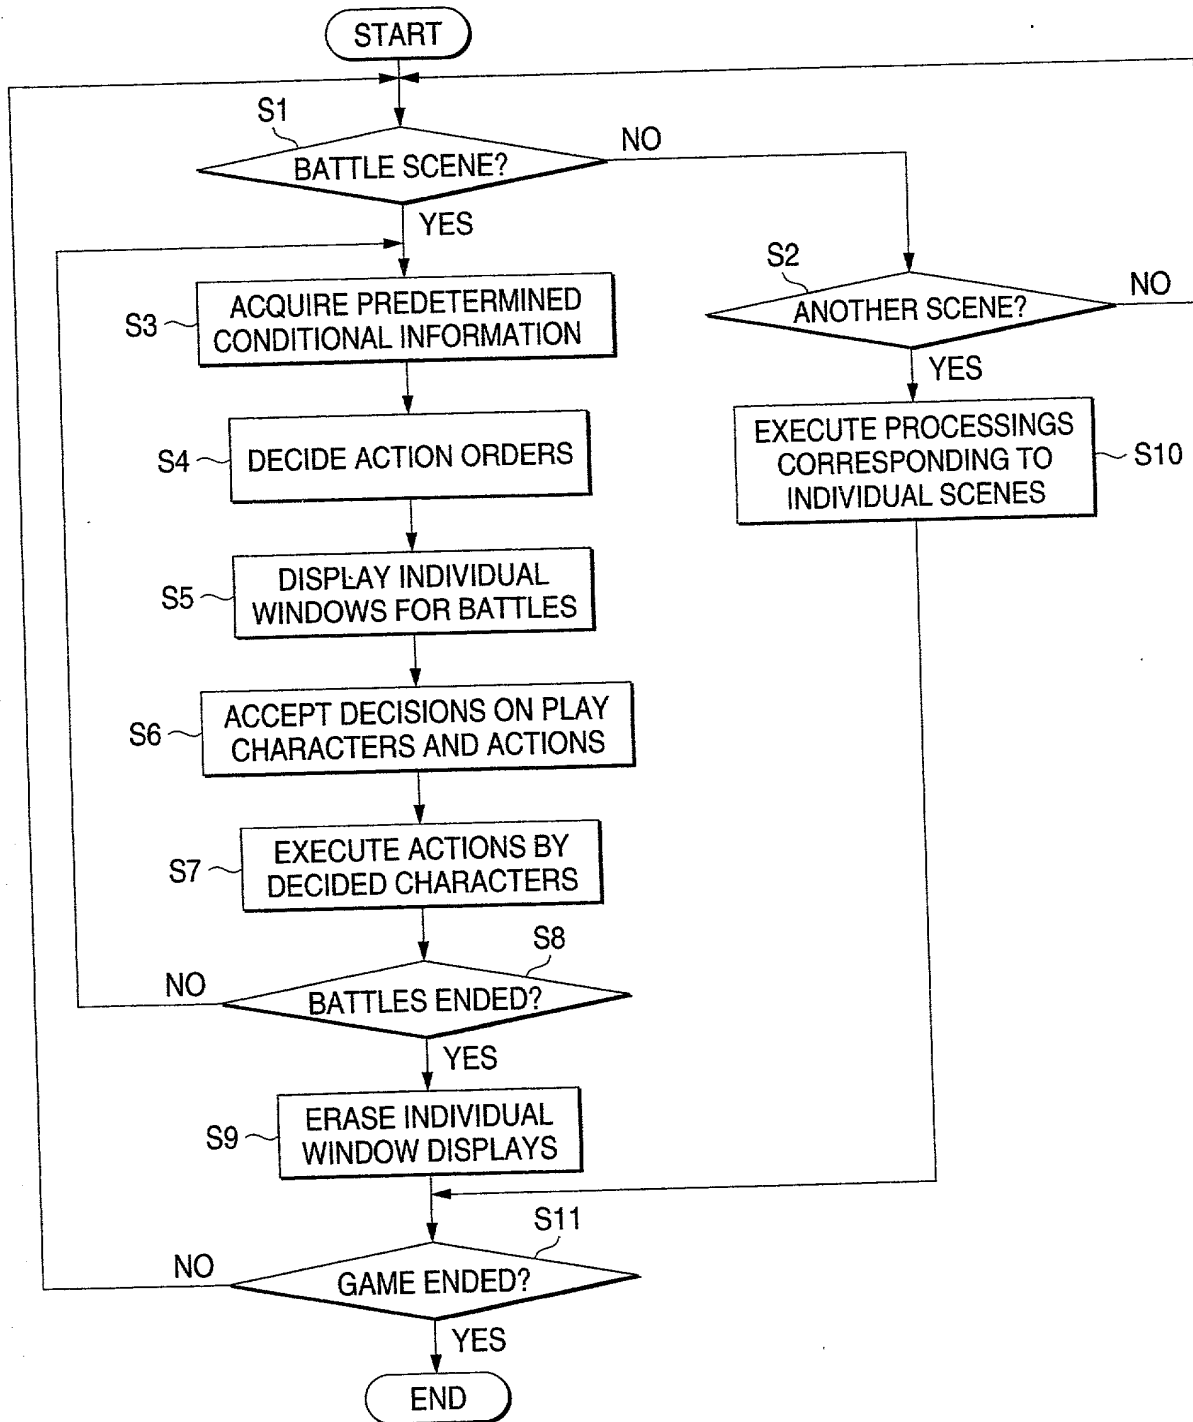 START
S1
BATTLE SCENE?
NO
YES
S2
ANOTHER SCENE?
NO
YES
S3
ACQUIRE PREDETERMINED
CONDITIONAL INFORMATION
EXECUTE PROCESSINGS
CORRESPONDING TO
INDIVIDUAL SCENES
S10
S4
DECIDE ACTION ORDERS
S5
DISPLAY INDIVIDUAL
WINDOWS FOR BATTLES
S6
ACCEPT DECISIONS ON PLAY
CHARACTERS AND ACTIONS
S7
EXECUTE ACTIONS BY
DECIDED CHARACTERS
S8
NO
BATTLES ENDED?
YES
S9
ERASE INDIVIDUAL
WINDOW DISPLAYS
S11
NO
GAME ENDED?
YES
END